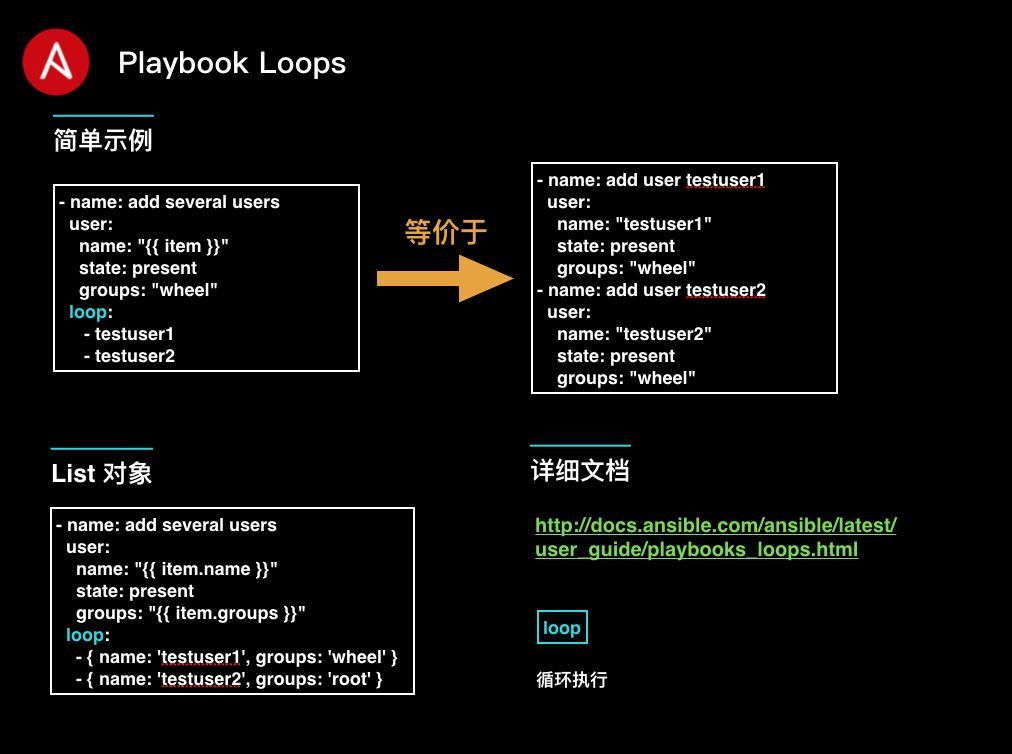 Playbook Loops
简单示例
- name: add several users
user:
name: "{{ item }}"
state: present
groups: "wheel"
loop:
- testuser1
- testuser2
等价于
- name: add user testuser1
user:
name: "testuser1"
state: present
groups: "wheel"
- name: add user testuser2
user:
name: "testuser2"
state: present
groups: "wheel"
List 对象
- name: add several users
user:
name: "{{ item.name }}"
state: present
groups: "{{ item.groups }}"
loop:
- { name: 'testuser1', groups: 'wheel' }
- { name: 'testuser2', groups: 'root' }
详细文档
http://docs.ansible.com/ansible/latest/
user_guide/playbooks_loops.html
loop
循环执行